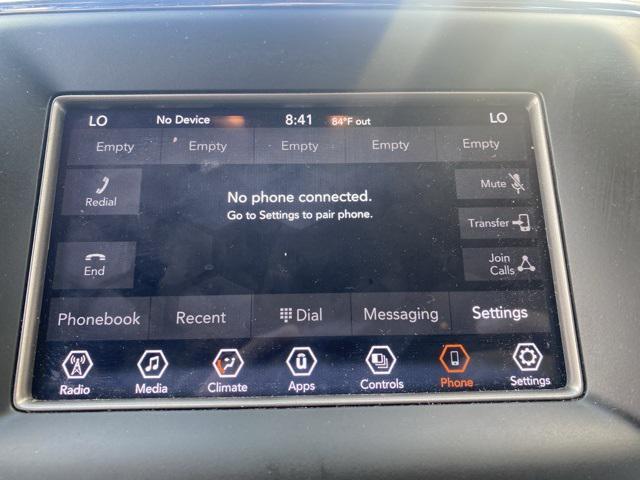 LO No Device 8:41 84°F out LO
Empty Empty Empty Empty Empty
Redial
No phone connected.
Go to Settings to pair phone.
Mute
Transfer
End
Join
Calls
Phonebook Recent Dial Messaging Settings
Radio Media Climate Apps Controls Phone Settings